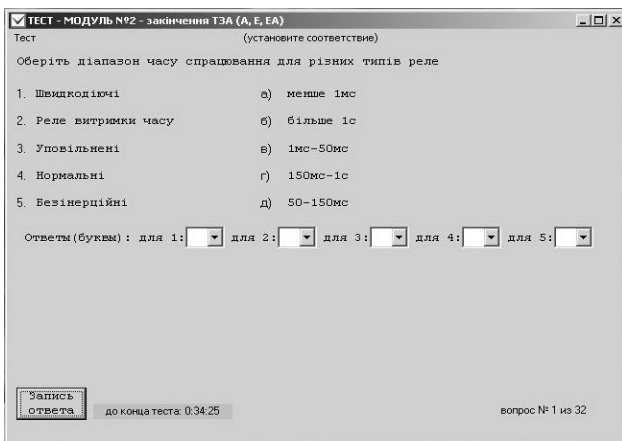 ТЕСТ - МОДУЛЬ №2 - закінчення ТЗА (А, Е, ЕА)
Тест (установите соответствие)
Оберіть діапазон часу спрацювання для різних типів реле
1. Швидкодіючі а) менше 1мс
2. Реле витримки часу б) більше 1с
3. Уповільнені в) 1мс-50мс
4. Нормальні г) 150мс-1с
5. Безінерційні д) 50-150мс
Ответы(буквы): для 1: для 2: для 3: для 4: для 5:
Запись
ответа до конца теста: 0:34:25 вопрос № 1 из 32